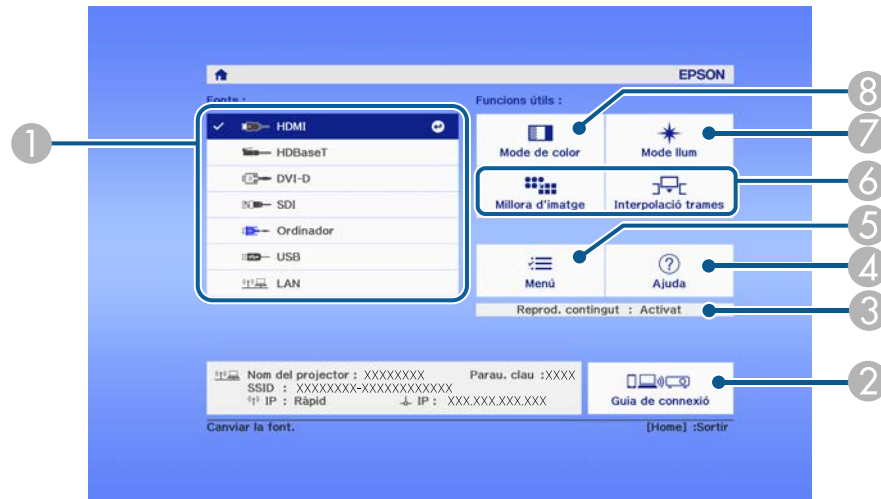 EPSON
Fonts :
Funcions útils :
HDMI
HDBaseT
DVI-D
SDI
Ordinador
USB
LAN
Mode de color
Mode llum
Millora d'imatge
Interpolació trames
Menú
Ajuda
Reprod. contingut : Activat
Nom del projector : XXXXXXXX Parau. clau :XXXX
SSID : XXXXXXXX-XXXXXXXXXXXX
IP : Ràpid IP : XXX.XXX.XXX.XXX
Guia de connexió
Canviar la font.
[Home] :Sortir
1
8
7
6
5
4
3
2